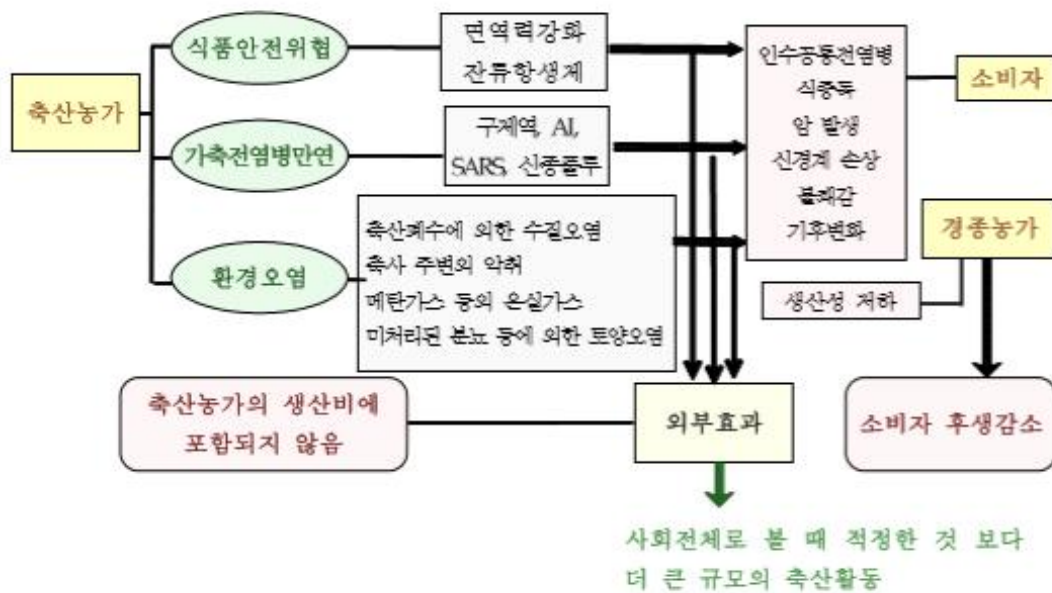 축산농가
식품안전위협
면역력강화
잔류항생제
가축전염병만연
구제역, AI,
SARS, 신종플루
환경오염
축산폐수에 의한 수질오염
축사 주변의 악취
메탄가스 등의 온실가스
미처리된 분뇨 등에 의한 토양오염
인수공통전염병
식중독
암 발생
신경계 손상
불쾌감
기후변화
소비자
경종농가
생산성 저하
축산농가의 생산비에
포함되지 않음
외부효과
소비자 후생감소
사회전체로 볼 때 적정한 것 보다
더 큰 규모의 축산활동